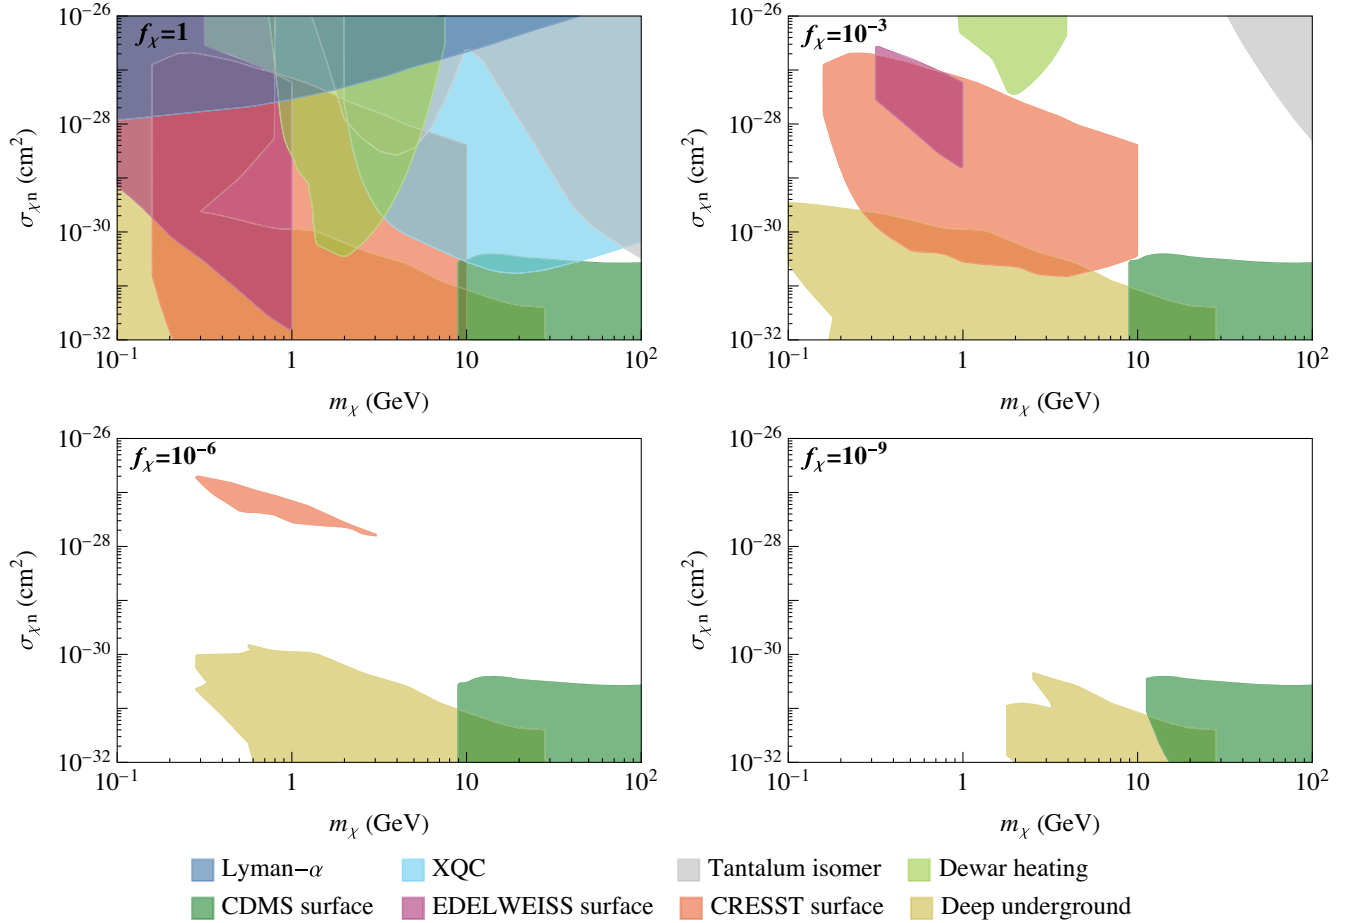 f_χ=1
10^−26
10^−28
10^−30
10^−32
σ_χn (cm^2)
10^−1
1
10
10^2
m_χ (GeV)
f_χ=10^−3
10^−26
10^−28
10^−30
10^−32
σ_χn (cm^2)
10^−1
1
10
10^2
m_χ (GeV)
f_χ=10^−6
10^−26
10^−28
10^−30
10^−32
σ_χn (cm^2)
10^−1
1
10
10^2
m_χ (GeV)
f_χ=10^−9
10^−26
10^−28
10^−30
10^−32
σ_χn (cm^2)
10^−1
1
10
10^2
m_χ (GeV)
Lyman−α XQC Tantalum isomer Dewar heating
CDMS surface EDELWEISS surface CRESST surface Deep underground